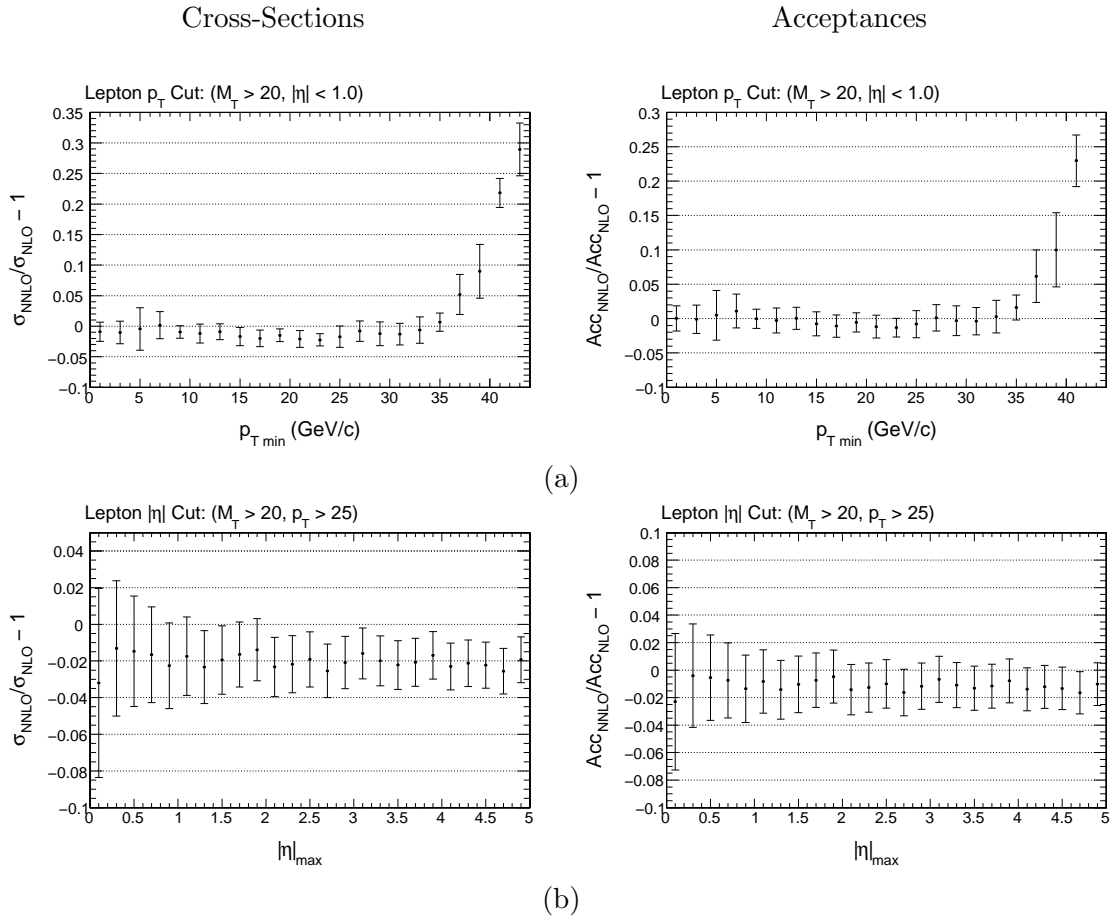 Cross-Sections
Acceptances
Lepton p_T Cut: (M_T > 20, |η| < 1.0)
σ_NNLO/σ_NLO − 1
0.35
0.3
0.25
0.2
0.15
0.1
0.05
0
−0.05
−0.1
0 5 10 15 20 25 30 35 40
p_T min (GeV/c)
Lepton p_T Cut: (M_T > 20, |η| < 1.0)
Acc_NNLO/Acc_NLO − 1
0.3
0.25
0.2
0.15
0.1
0.05
0
−0.05
−0.1
0 5 10 15 20 25 30 35 40
p_T min (GeV/c)
(a)
Lepton |η| Cut: (M_T > 20, p_T > 25)
σ_NNLO/σ_NLO − 1
0.04
0.02
0
−0.02
−0.04
−0.06
−0.08
−0.1
0 0.5 1 1.5 2 2.5 3 3.5 4 4.5 5
|η|_max
Lepton |η| Cut: (M_T > 20, p_T > 25)
Acc_NNLO/Acc_NLO − 1
0.1
0.08
0.06
0.04
0.02
0
−0.02
−0.04
−0.06
−0.08
−0.1
0 0.5 1 1.5 2 2.5 3 3.5 4 4.5 5
|η|_max
(b)